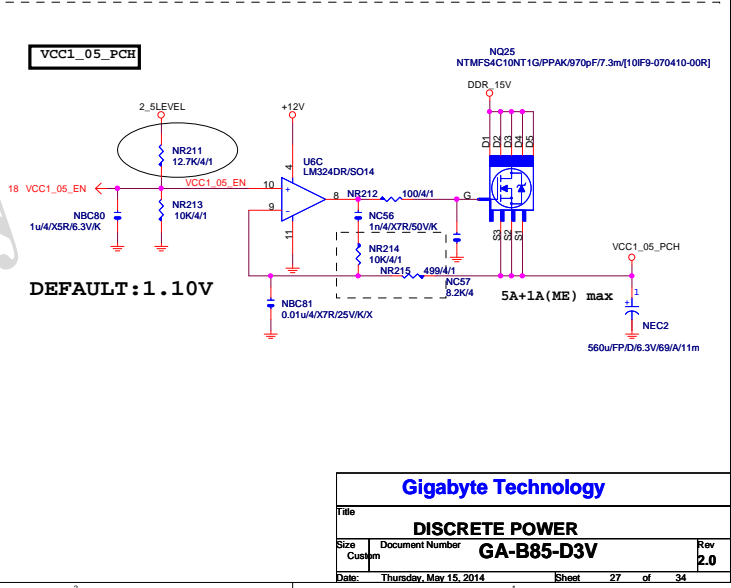 VCC1_05_PCH
NQ25
NTMFS4C10NT1G/PPAK/970pF/7.3m/[10IF9-070410-00R]
DDR_15V
2_5LEVEL
+12V
D1
D2
D3
D4
D5
NR211
12.7K/4/1
U6C
LM324DR/SO14
4
18 VCC1_05_EN
VCC1_05_EN
10
+
9
-
8
11
NR212
100/4/1
G
NBC80
1u/4/X5R/6.3V/K
NR213
10K/4/1
NC56
1n/4/X7R/50V/K
S3
S2
S1
NR214
10K/4/1
NR215
499/4/1
NC57
8.2K/4
VCC1_05_PCH
DEFAULT:1.10V
NBC81
0.01u/4/X7R/25V/K/X
5A+1A(ME) max
1
+
NEC2
560u/FP/D/6.3V/69/A/11m
Gigabyte Technology
Title
DISCRETE POWER
Size
Custom
Document Number
GA-B85-D3V
Rev
2.0
Date: Thursday, May 15, 2014
Sheet 27 of 34